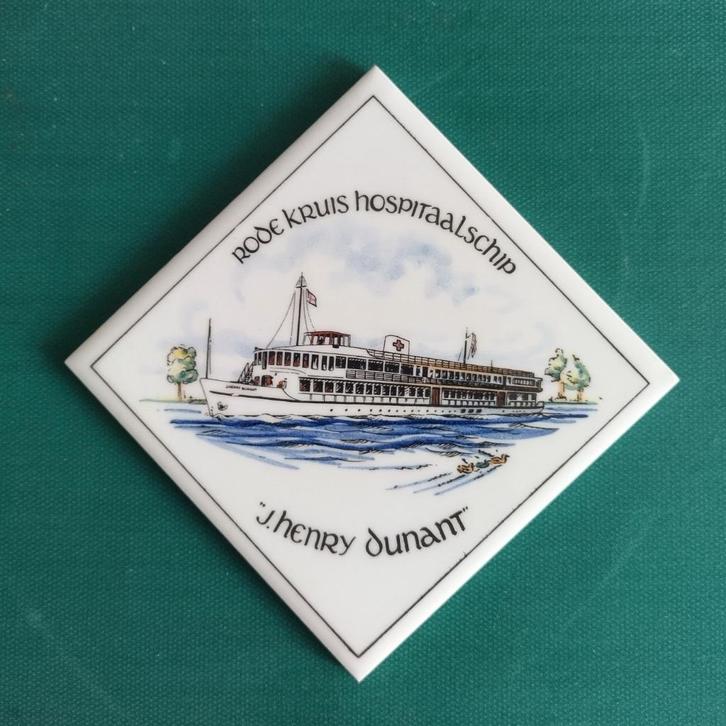 RODE KRUIS hOSPITAALSCHIP
"J. hENRY dUNANT"